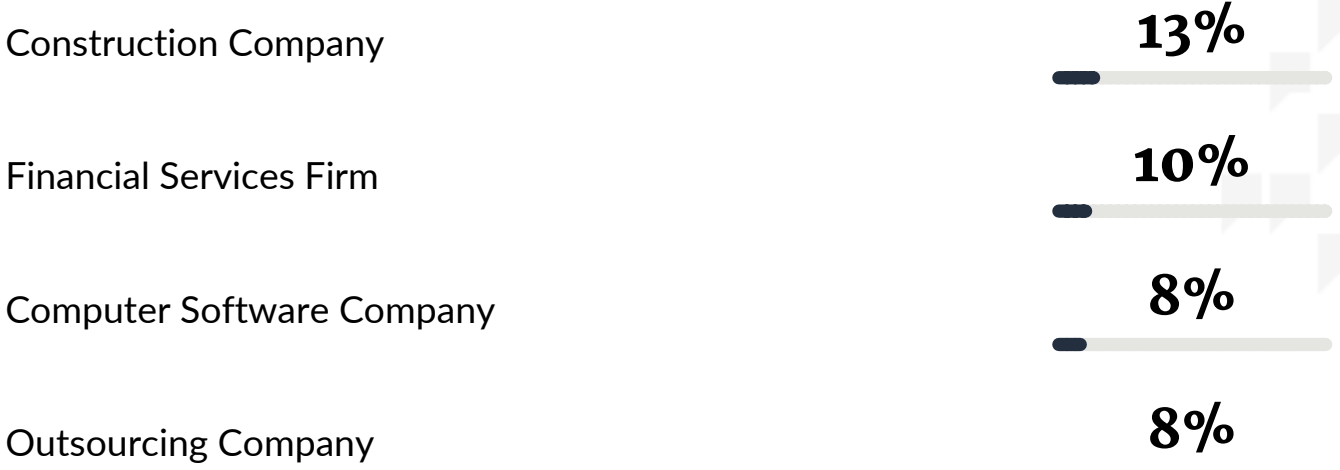 Construction Company 13%
Financial Services Firm 10%
Computer Software Company 8%
Outsourcing Company 8%